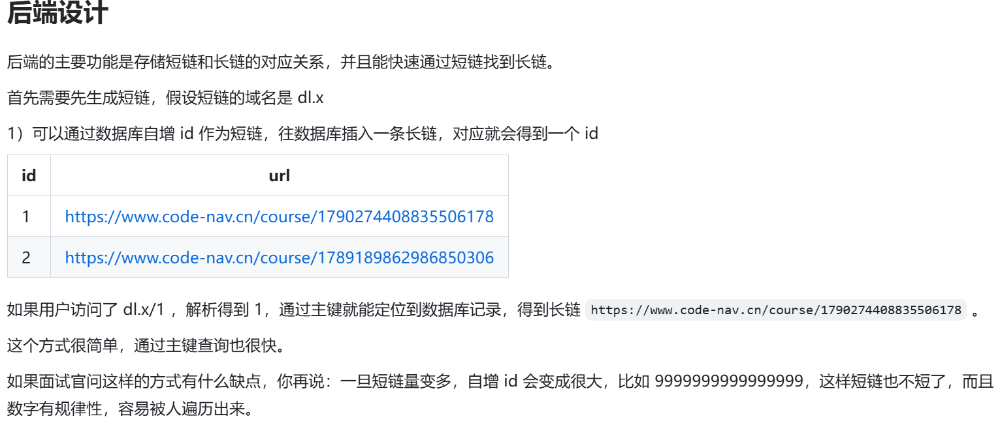 后端设计
后端的主要功能是存储短链和长链的对应关系，并且能快速通过短链找到长链。
首先需要先生成短链，假设短链的域名是 dl.x
1）可以通过数据库自增 id 作为短链，往数据库插入一条长链，对应就会得到一个 id
id url
1 https://www.code-nav.cn/course/1790274408835506178
2 https://www.code-nav.cn/course/1789189862986850306
如果用户访问了 dl.x/1 ，解析得到 1，通过主键就能定位到数据库记录，得到长链 https://www.code-nav.cn/course/1790274408835506178 。
这个方式很简单，通过主键查询也很快。
如果面试官问这样的方式有什么缺点，你再说：一旦短链量变多，自增 id 会变成很大，比如 9999999999999999，这样短链也不短了，而且
数字有规律性，容易被人遍历出来。